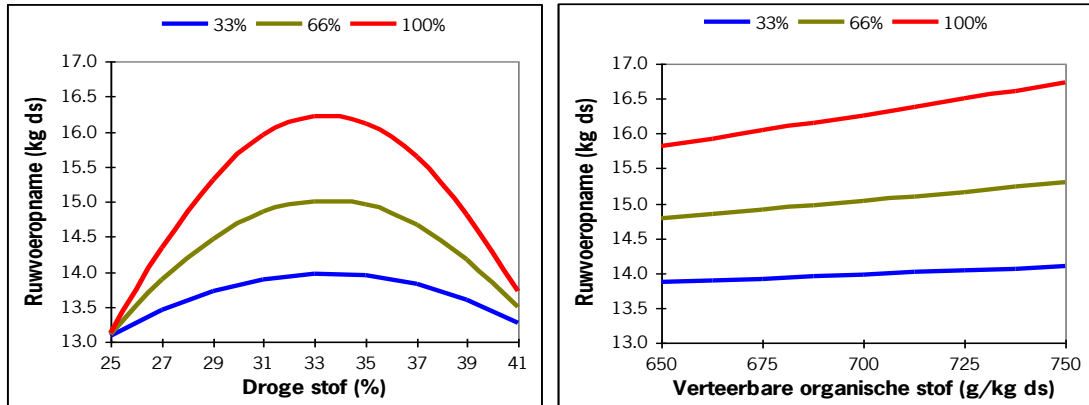 33% 66% 100%
Ruwvoeropname (kg ds)
17.0
16.5
16.0
15.5
15.0
14.5
14.0
13.5
13.0
25 27 29 31 33 35 37 39 41
Droge stof (%)
33% 66% 100%
Ruwvoeropname (kg ds)
17.0
16.5
16.0
15.5
15.0
14.5
14.0
13.5
13.0
650 675 700 725 750
Verteerbare organische stof (g/kg ds)